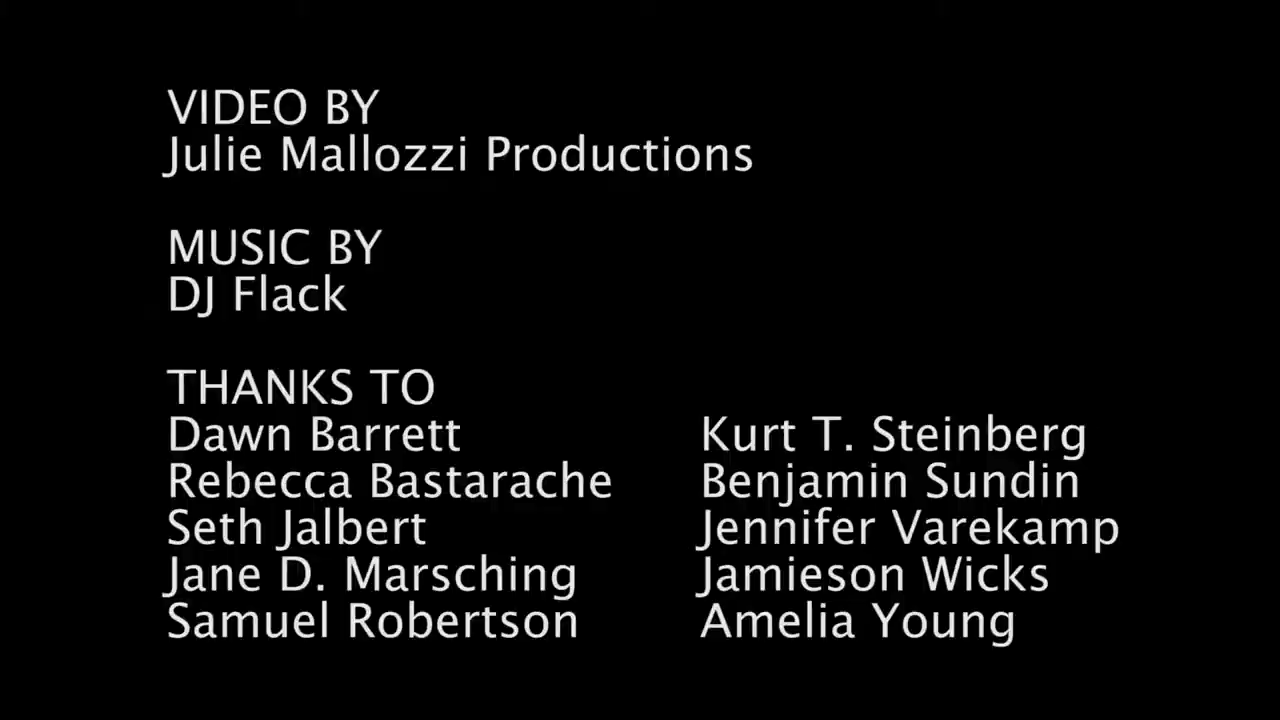 VIDEO BY
Julie Mallozzi Productions
MUSIC BY
DJ Flack
THANKS TO
Dawn Barrett
Rebecca Bastarache
Seth Jalbert
Jane D. Marsching
Samuel Robertson
Kurt T. Steinberg
Benjamin Sundin
Jennifer Varekamp
Jamieson Wicks
Amelia Young